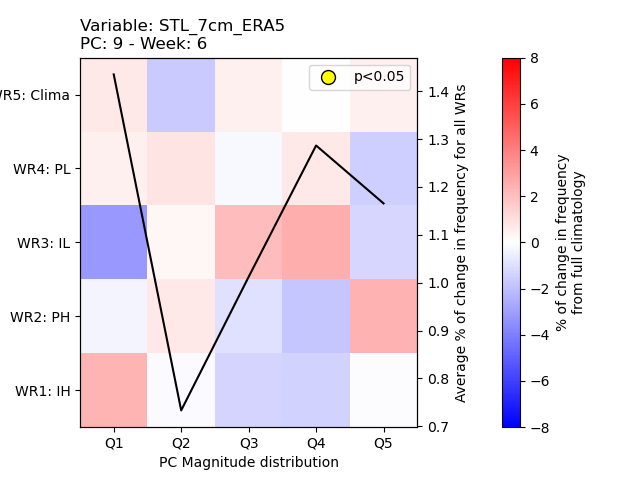 Variable: STL_7cm_ERA5
PC: 9 - Week: 6
p<0.05
WR4: PL
WR3: IL
WR2: PH
WR1: IH
R5: Clima
Q1 Q2 Q3 Q4 Q5
PC Magnitude distribution
1.4
1.3
1.2
1.1
1.0
0.9
0.8
0.7
Average % of change in frequency for all WRs
8
6
4
2
0
−2
−4
−6
−8
% of change in frequency
from full climatology